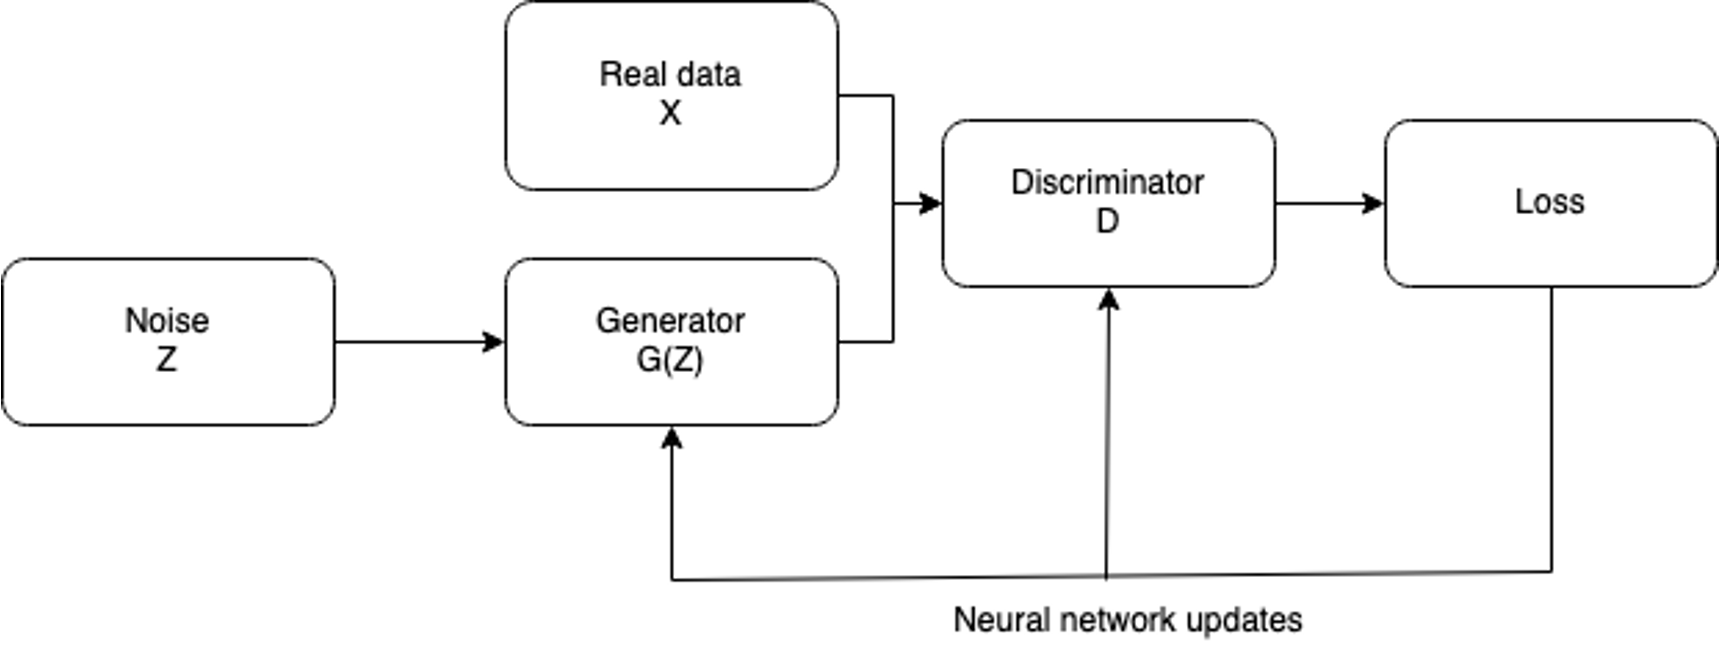 Real data
X
Discriminator
D
Loss
Noise
Z
Generator
G(Z)
Neural network updates